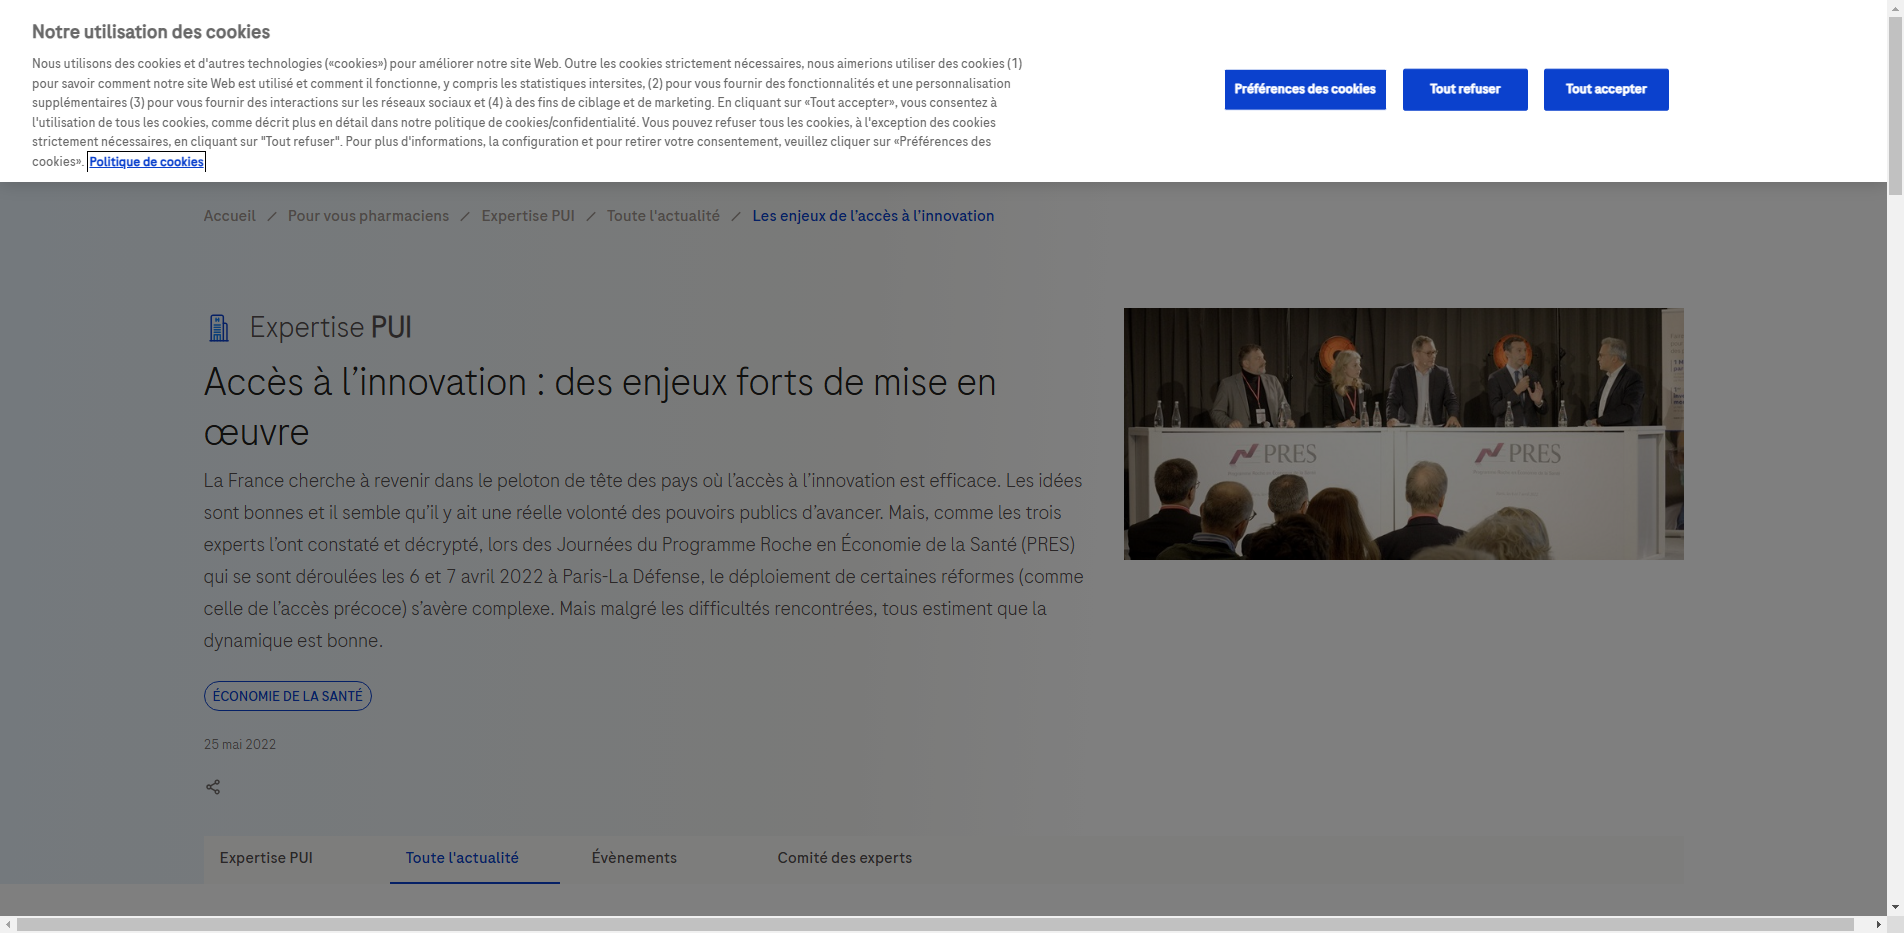 Notre utilisation des cookies
Nous utilisons des cookies et d'autres technologies («cookies») pour améliorer notre site Web. Outre les cookies strictement nécessaires, nous aimerions utiliser des cookies (1)
pour savoir comment notre site Web est utilisé et comment il fonctionne, y compris les statistiques intersites, (2) pour vous fournir des fonctionnalités et une personnalisation
supplémentaires (3) pour vous fournir des interactions sur les réseaux sociaux et (4) à des fins de ciblage et de marketing. En cliquant sur «Tout accepter», vous consentez à
l'utilisation de tous les cookies, comme décrit plus en détail dans notre politique de cookies/confidentialité. Vous pouvez refuser tous les cookies, à l'exception des cookies
strictement nécessaires, en cliquant sur "Tout refuser". Pour plus d'informations, la configuration et pour retirer votre consentement, veuillez cliquer sur «Préférences des
cookies». Politique de cookies
Préférences des cookies
Tout refuser
Tout accepter
Accueil / Pour vous pharmaciens / Expertise PUI / Toute l'actualité / Les enjeux de l’accès à l’innovation
Expertise PUI
Accès à l’innovation : des enjeux forts de mise en
œuvre
La France cherche à revenir dans le peloton de tête des pays où l’accès à l’innovation est efficace. Les idées
sont bonnes et il semble qu’il y ait une réelle volonté des pouvoirs publics d’avancer. Mais, comme les trois
experts l’ont constaté et décrypté, lors des Journées du Programme Roche en Économie de la Santé (PRES)
qui se sont déroulées les 6 et 7 avril 2022 à Paris-La Défense, le déploiement de certaines réformes (comme
celle de l’accès précoce) s’avère complexe. Mais malgré les difficultés rencontrées, tous estiment que la
dynamique est bonne.
PRES
PRES
ÉCONOMIE DE LA SANTÉ
25 mai 2022
Expertise PUI
Toute l'actualité
Évènements
Comité des experts